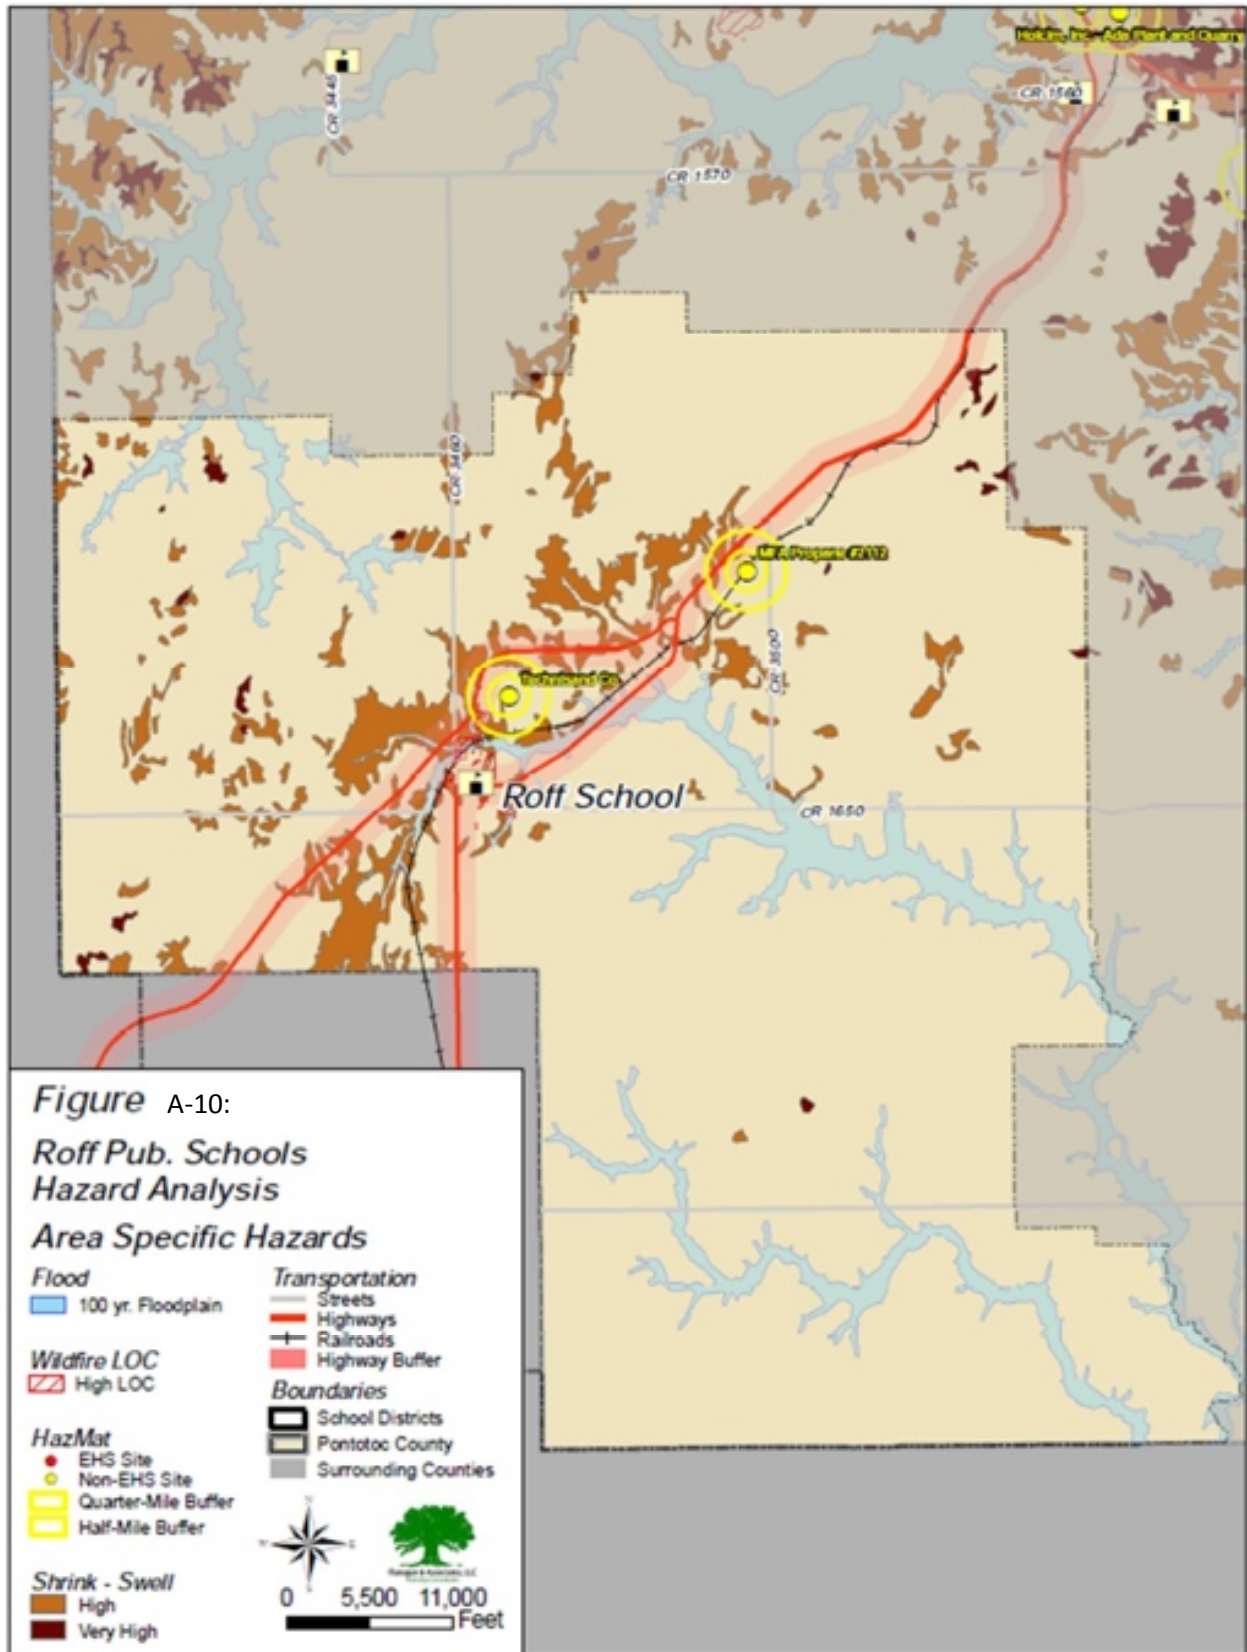 Holcim, Inc. - Ada Plant and Quarry
CR 3445
CR 1560
CR 1570
CR 3460
MFA Propane #2112
Technisand Co.
CR 3500
Roff School
CR 1650
Figure A-10:
Roff Pub. Schools
Hazard Analysis
Area Specific Hazards
Flood
100 yr. Floodplain
Wildfire LOC
High LOC
HazMat
EHS Site
Non-EHS Site
Quarter-Mile Buffer
Half-Mile Buffer
Shrink - Swell
High
Very High
Transportation
Streets
Highways
Railroads
Highway Buffer
Boundaries
School Districts
Pontotoc County
Surrounding Counties
N
W
E
S
0 5,500 11,000
Feet